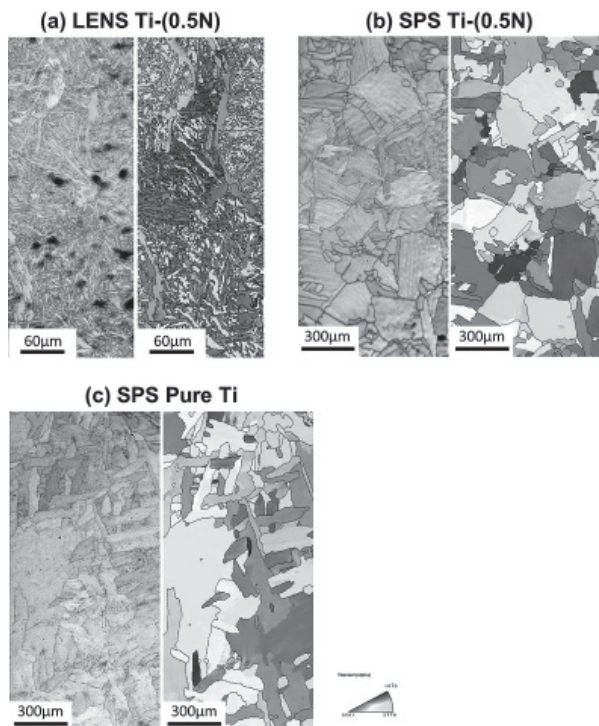 (a) LENS Ti-(0.5N)
(b) SPS Ti-(0.5N)
60μm
60μm
300μm
300μm
(c) SPS Pure Ti
300μm
300μm